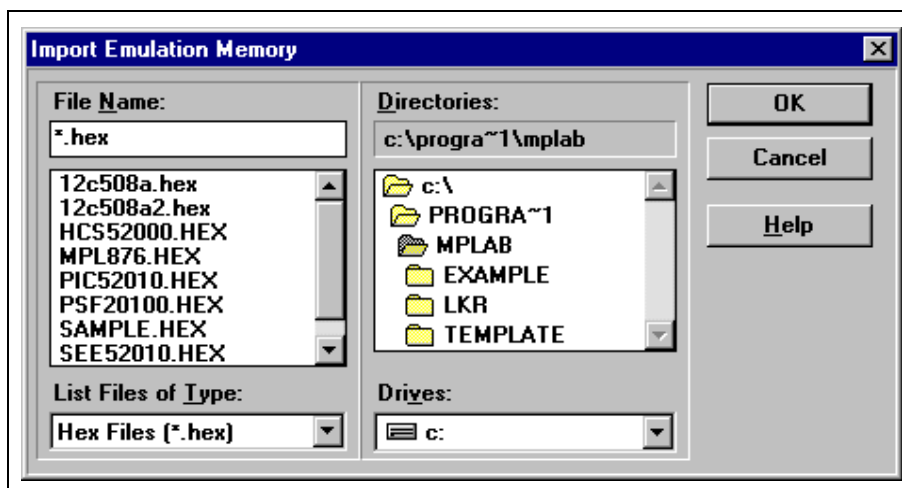 Import Emulation Memory
File Name:
*.hex
12c508a.hex
12c508a2.hex
HCS52000.HEX
MPL876.HEX
PIC52010.HEX
PSF20100.HEX
SAMPLE.HEX
SEE52010.HEX
List Files of Type:
Hex Files (*.hex)
Directories:
c:\progra~1\mplab
c:\
PROGRA~1
MPLAB
EXAMPLE
LKR
TEMPLATE
Drives:
c:
OK
Cancel
Help